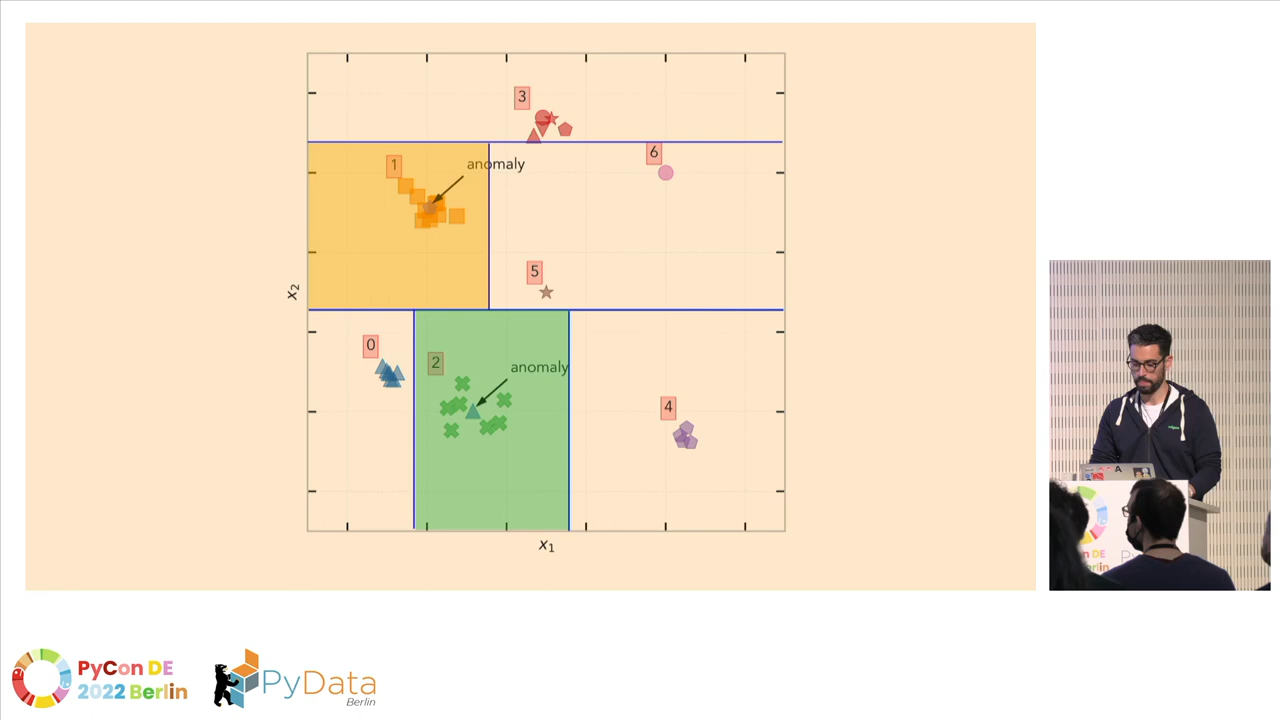 3
6
1
anomaly
5
x₂
0
2
anomaly
4
x₁
PyCon DE
2022 Berlin
PyData
Berlin